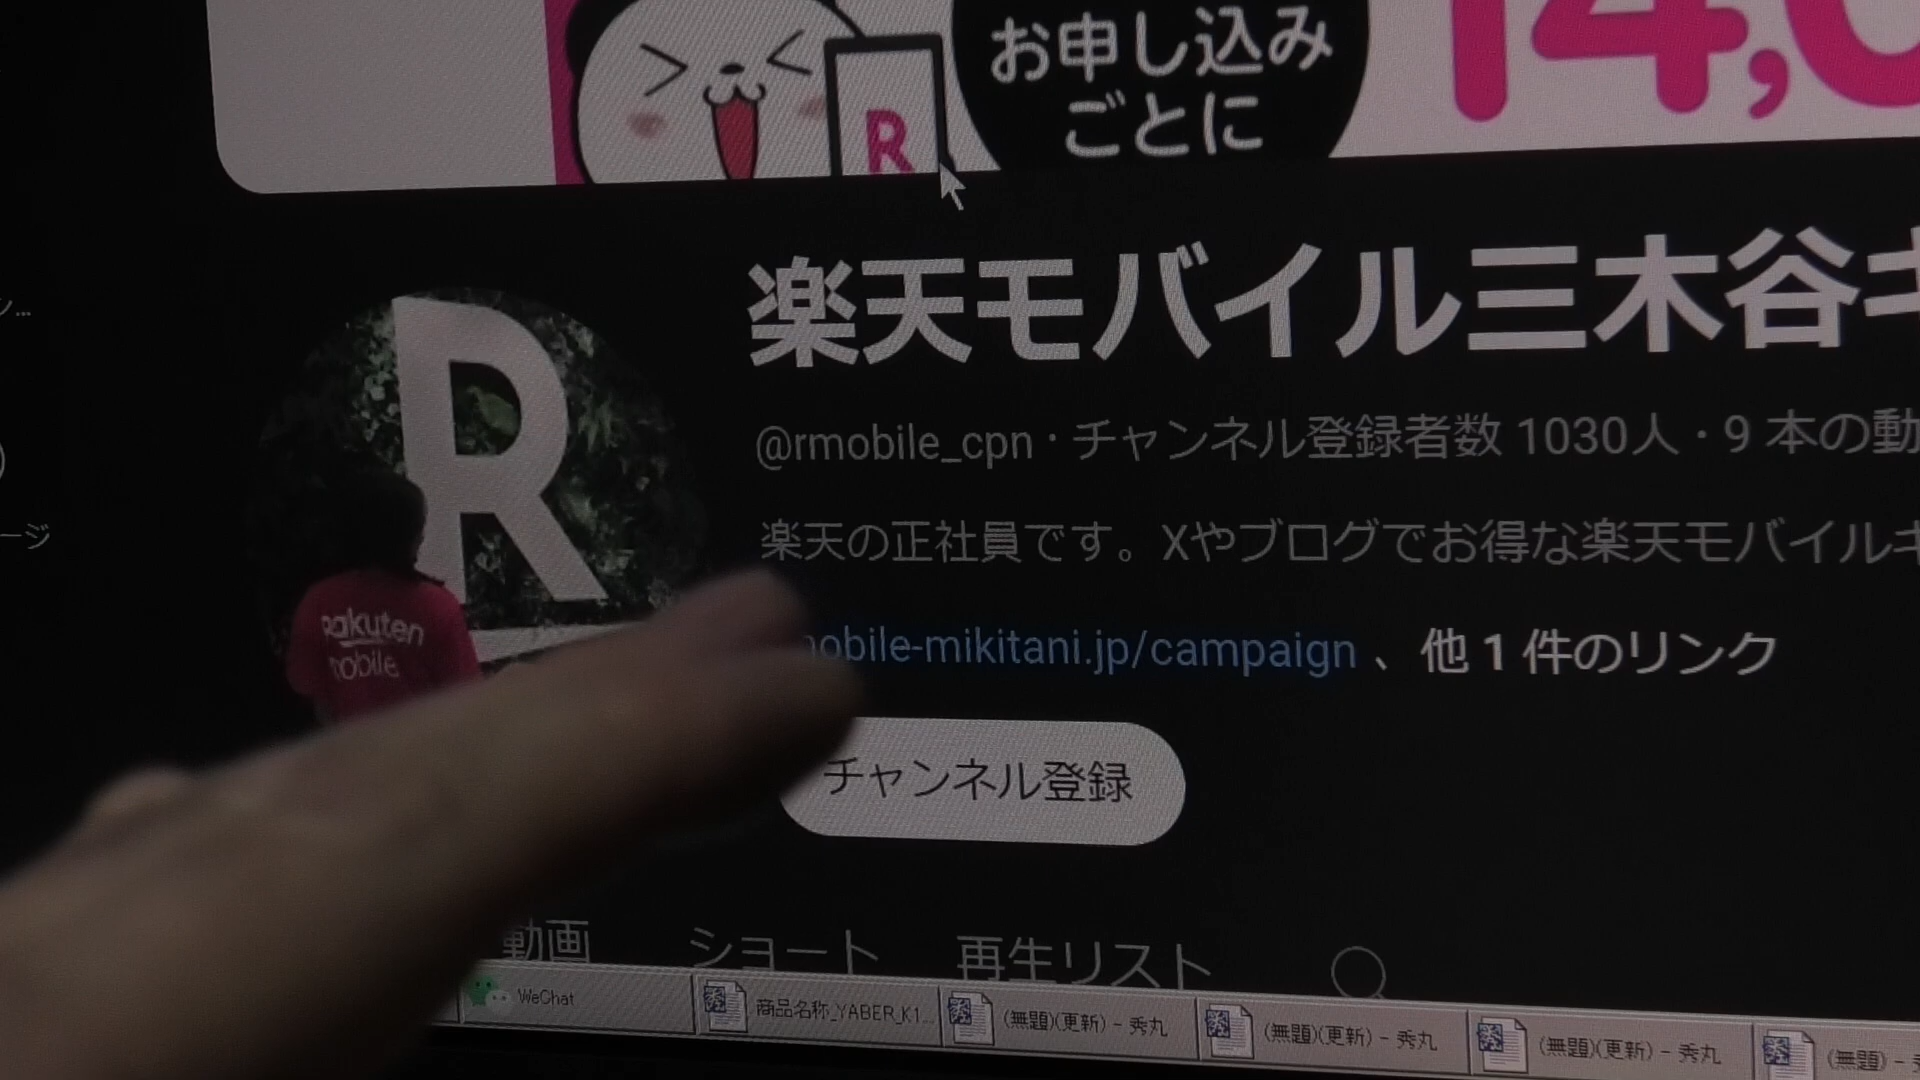 お申し込み
ごとに
14,0
R
楽天モバイル三木谷キ
@rmobile_cpn・チャンネル登録者数 1030人・9 本の動
楽天の正社員です。Xやブログでお得な楽天モバイルキ
mobile-mikitani.jp/campaign 、他 1 件のリンク
R
Rakuten
mobile
チャンネル登録
ージ
動画 ショート 再生リスト
WeChat
商品名称_YABER_K1...
(無題)(更新) - 秀丸
(無題)(更新) - 秀丸
(無題)(更新) - 秀丸
(無題) -